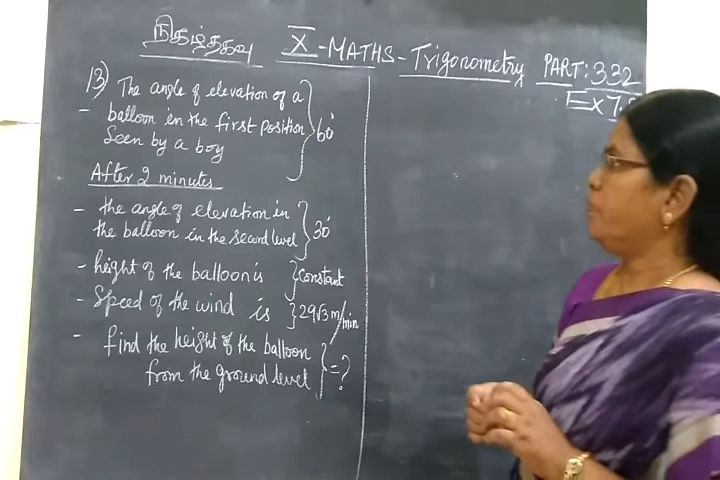 நிகழ்தகவு X - MATHS - Trigonometry PART: 332
Ex 7.
13) The angle of elevation of a
- balloon in the first position } 60°
seen by a boy
After 2 minutes
- the angle of elevation in
the balloon in the second level } 30°
- height of the balloon is } constant
- Speed of the wind is } 29√3 m/min
- find the height of the balloon
from the ground level } = ?